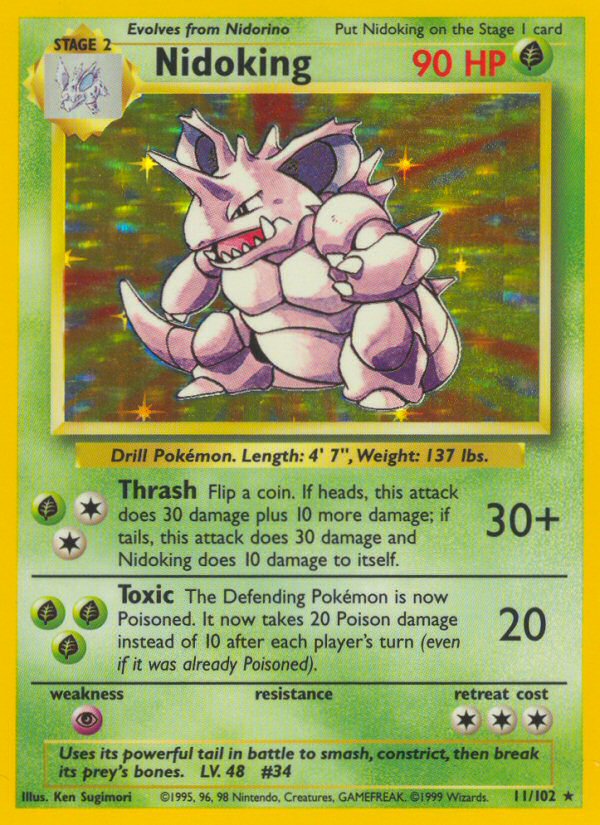 Evolves from Nidorino Put Nidoking on the Stage 1 card
STAGE 2
Nidoking 90 HP
Drill Pokémon. Length: 4' 7", Weight: 137 lbs.
Thrash Flip a coin. If heads, this attack
does 30 damage plus 10 more damage; if
tails, this attack does 30 damage and
Nidoking does 10 damage to itself.
30+
Toxic The Defending Pokémon is now
Poisoned. It now takes 20 Poison damage
instead of 10 after each player's turn (even
if it was already Poisoned).
20
weakness resistance retreat cost
Uses its powerful tail in battle to smash, constrict, then break
its prey's bones. LV. 48 #34
Illus. Ken Sugimori ©1995, 96, 98 Nintendo, Creatures, GAMEFREAK. ©1999 Wizards. 11/102 ★